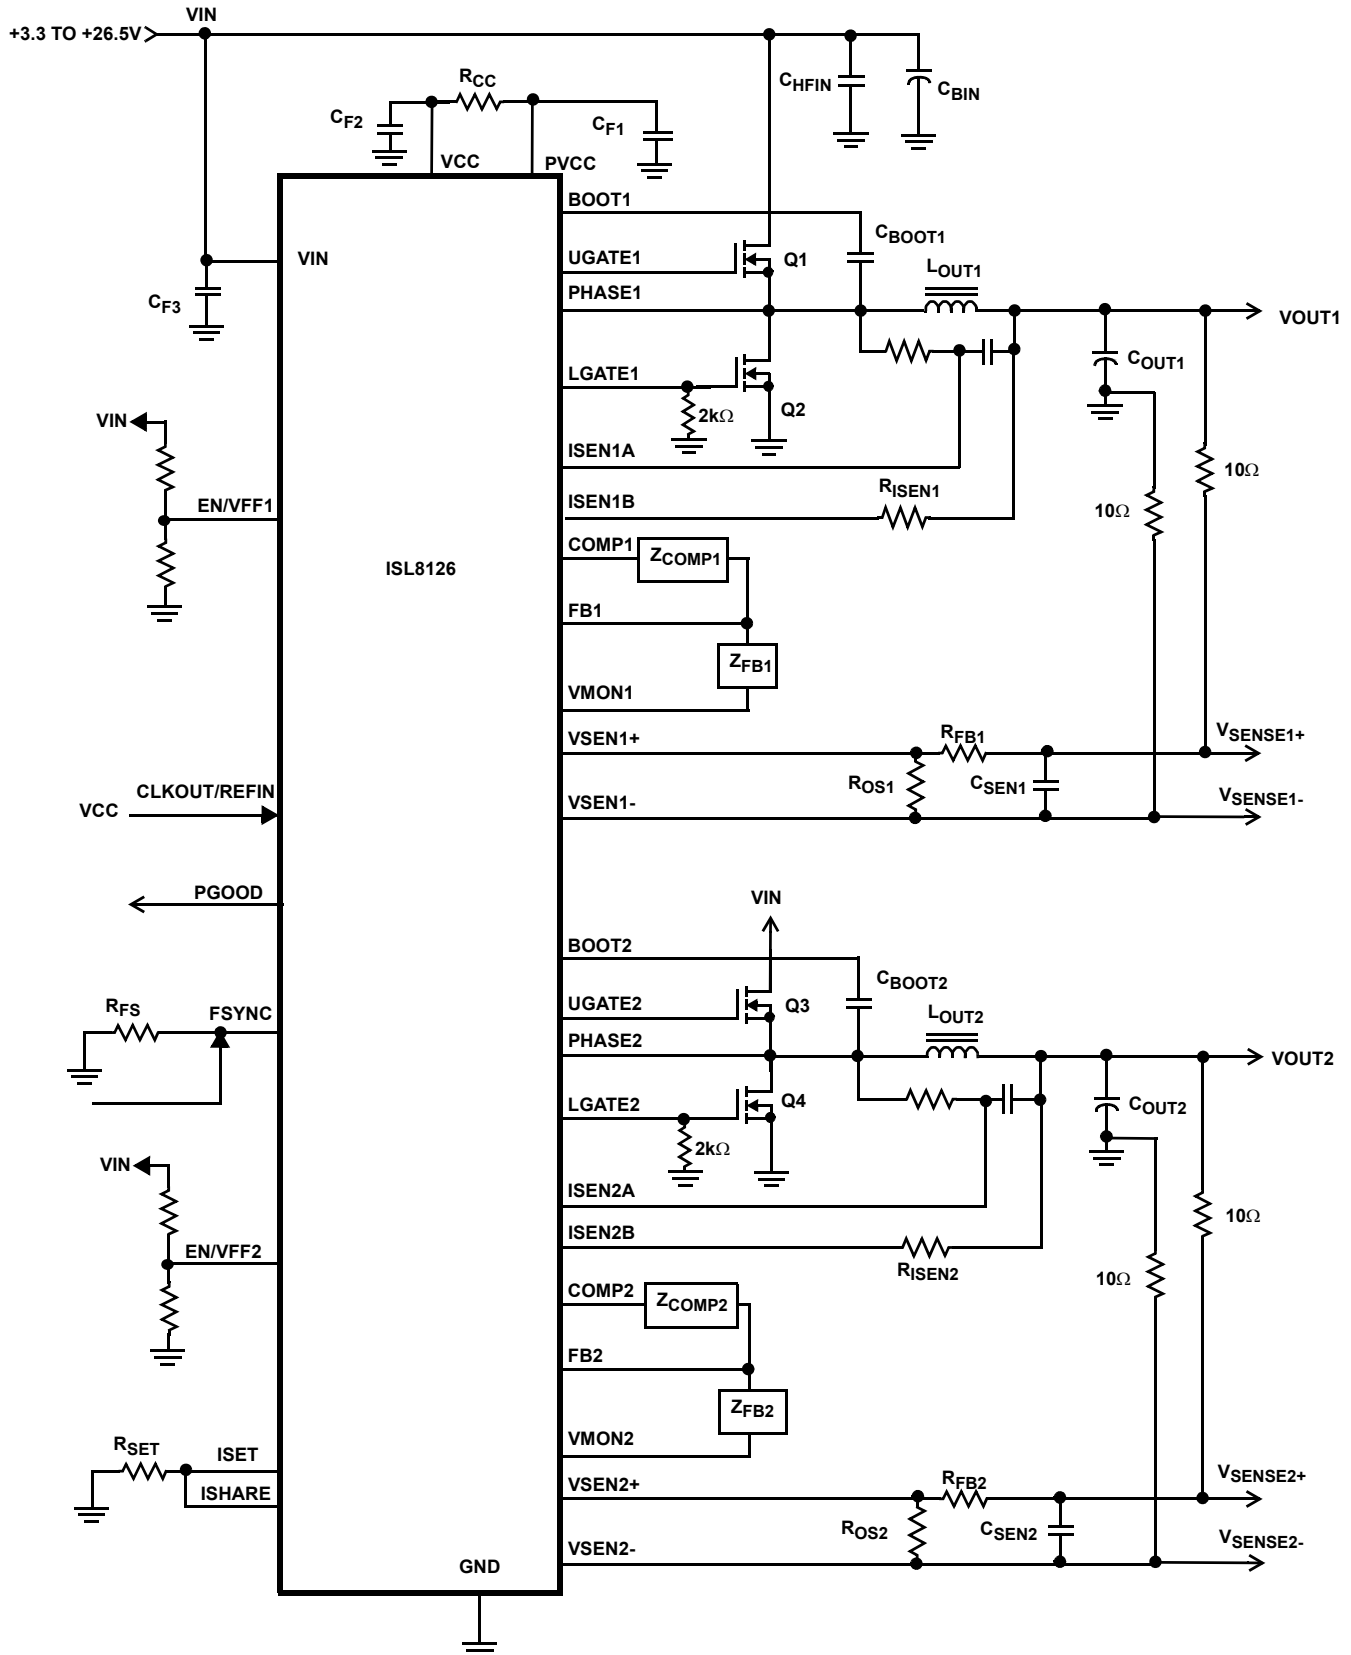 VIN
+3.3 TO +26.5V
RCC
CHFIN
CBIN
CF2
CF1
VCC
PVCC
BOOT1
CBOOT1
VIN
UGATE1
Q1
LOUT1
PHASE1
CF3
VOUT1
COUT1
LGATE1
Q2
2kΩ
VIN
ISEN1A
10Ω
RISEN1
EN/VFF1
ISEN1B
10Ω
COMP1
ZCOMP1
ISL8126
FB1
ZFB1
VMON1
VSEN1+
RFB1
VSENSE1+
ROS1
CSEN1
CLKOUT/REFIN
VCC
VSEN1-
VSENSE1-
PGOOD
VIN
BOOT2
CBOOT2
RFS
FSYNC
UGATE2
Q3
LOUT2
PHASE2
VOUT2
LGATE2
Q4
COUT2
2kΩ
VIN
ISEN2A
10Ω
EN/VFF2
ISEN2B
RISEN2
10Ω
COMP2
ZCOMP2
FB2
ZFB2
VMON2
RSET
ISET
ISHARE
VSEN2+
RFB2
VSENSE2+
ROS2
CSEN2
VSEN2-
VSENSE2-
GND